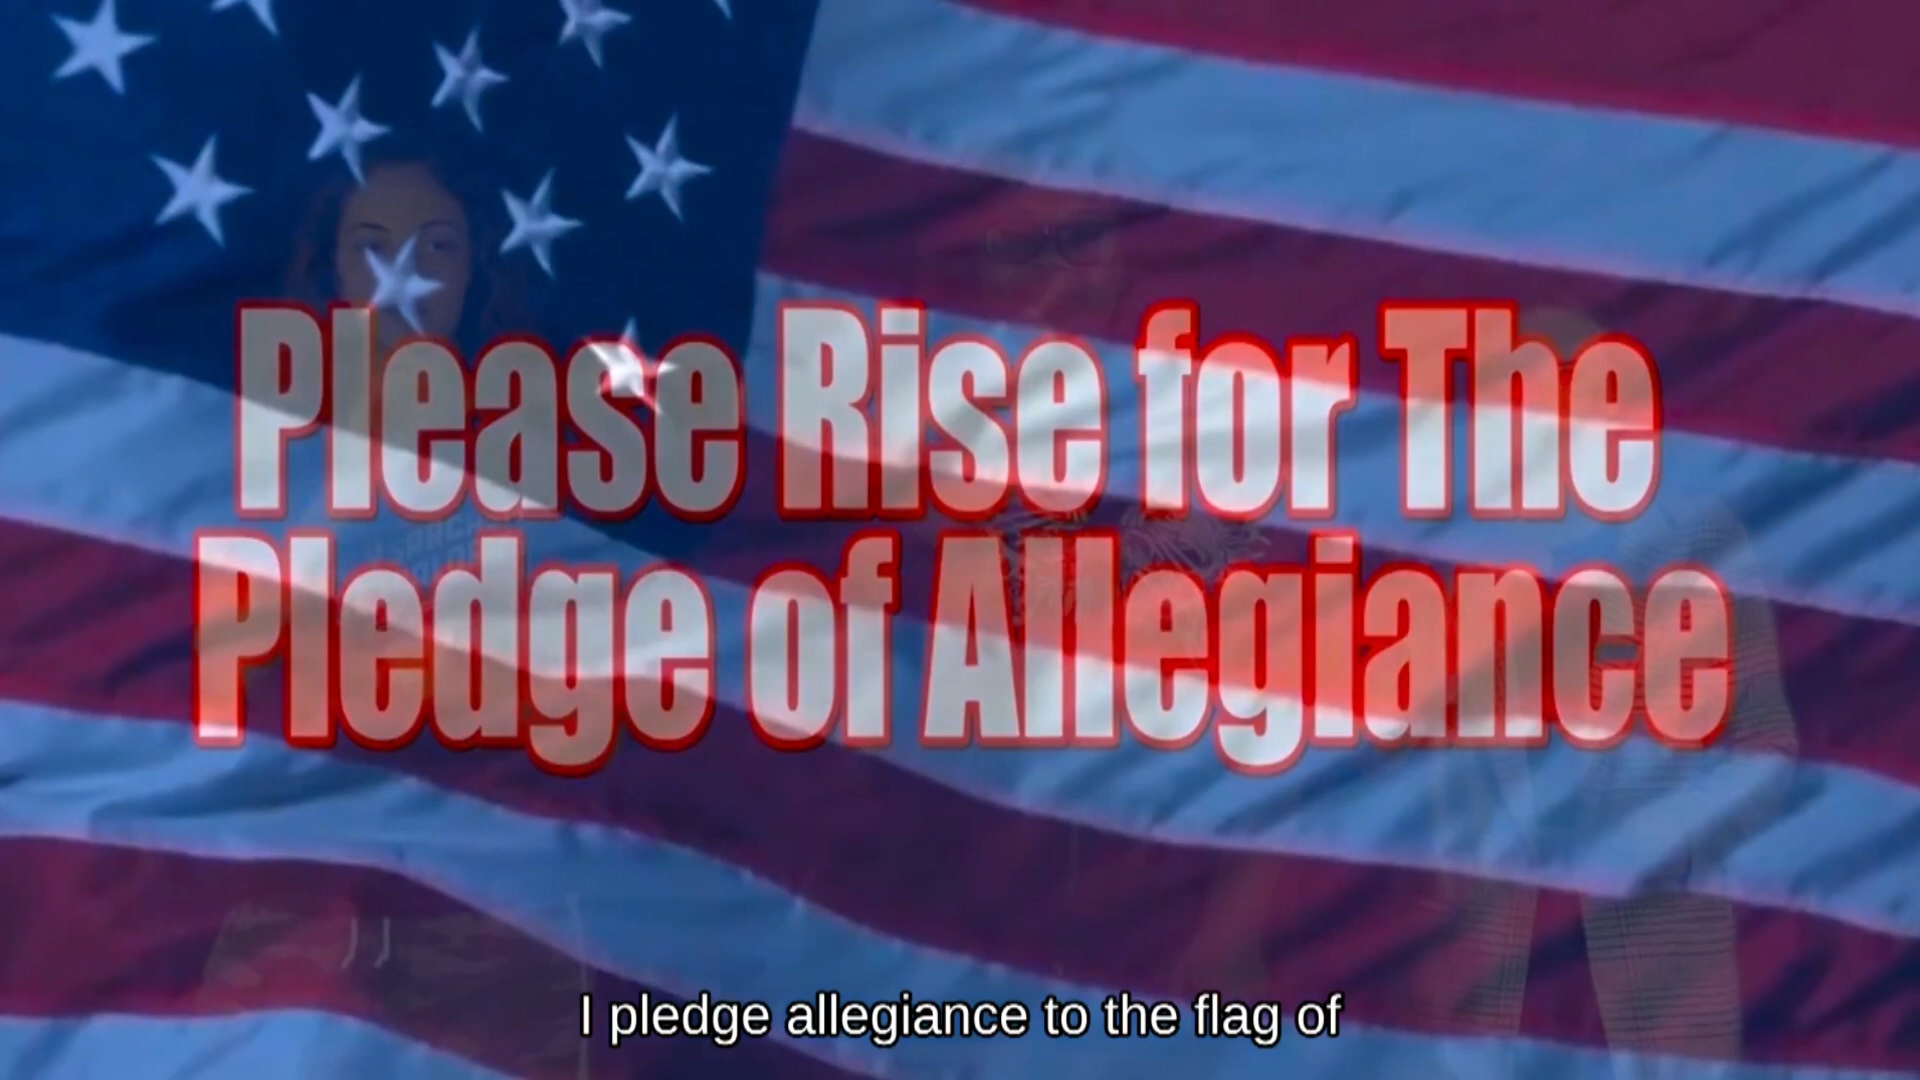 Please Rise for The
Pledge of Allegiance
I pledge allegiance to the flag of